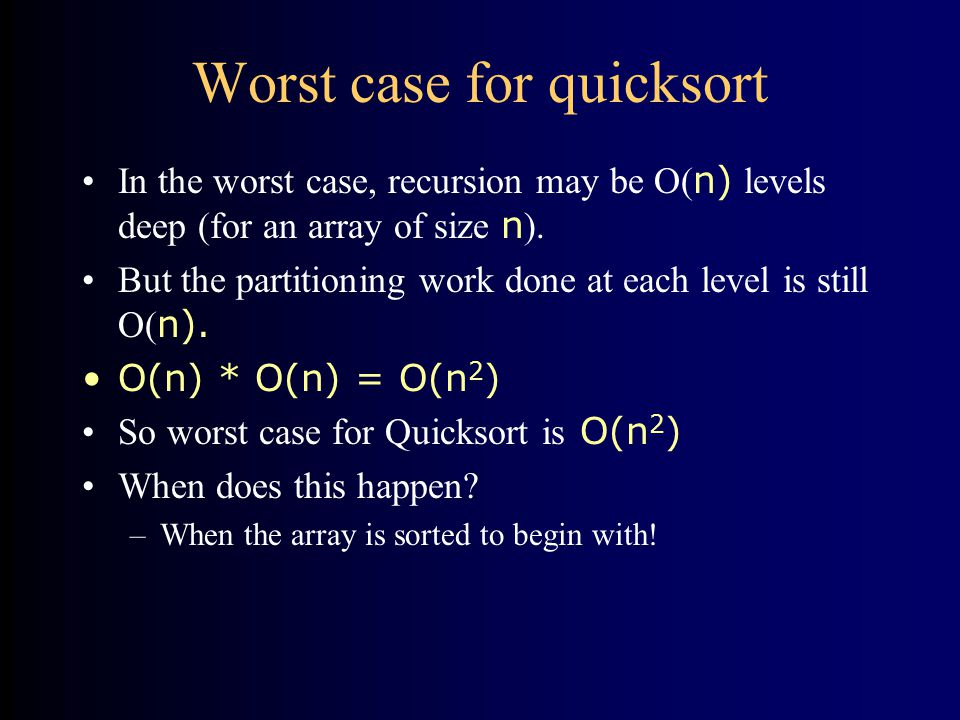 Worst case for quicksort
• In the worst case, recursion may be O(n) levels
deep (for an array of size n).
• But the partitioning work done at each level is still
O(n).
• O(n) * O(n) = O(n²)
• So worst case for Quicksort is O(n²)
• When does this happen?
– When the array is sorted to begin with!